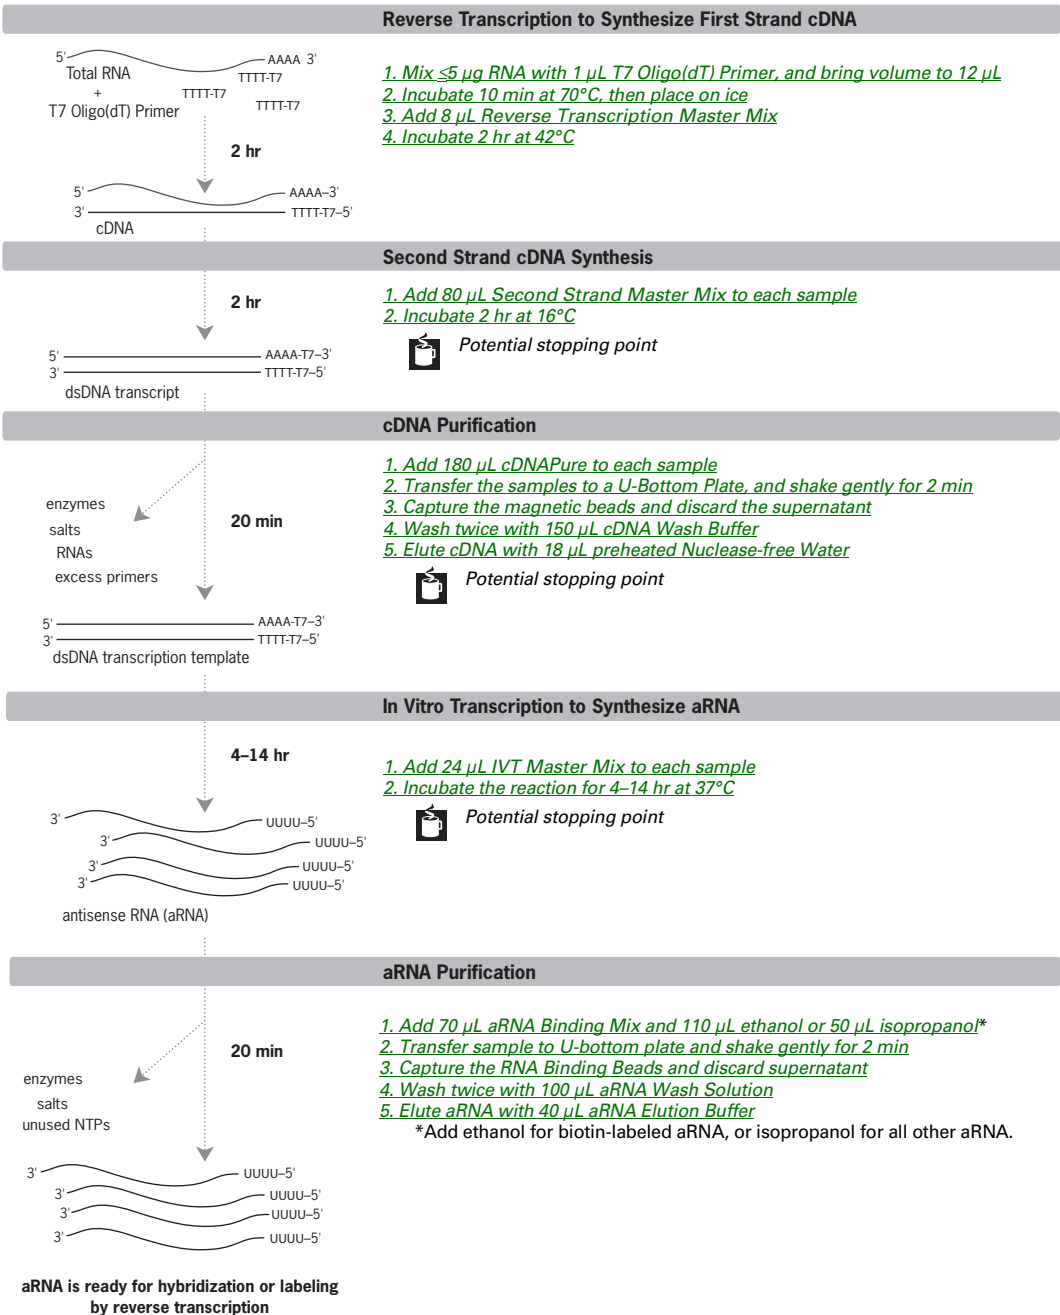 Reverse Transcription to Synthesize First Strand cDNA
5' AAAA 3'
Total RNA
+
T7 Oligo(dT) Primer
TTTT-T7
TTTT-T7
TTTT-T7
1. Mix ≤5 µg RNA with 1 µL T7 Oligo(dT) Primer, and bring volume to 12 µL
2. Incubate 10 min at 70°C, then place on ice
3. Add 8 µL Reverse Transcription Master Mix
4. Incubate 2 hr at 42°C
2 hr
5' AAAA–3'
3' TTTT-T7–5'
cDNA
Second Strand cDNA Synthesis
2 hr
1. Add 80 µL Second Strand Master Mix to each sample
2. Incubate 2 hr at 16°C
Potential stopping point
5' AAAA-T7–3'
3' TTTT-T7–5'
dsDNA transcript
cDNA Purification
1. Add 180 µL cDNAPure to each sample
2. Transfer the samples to a U-Bottom Plate, and shake gently for 2 min
3. Capture the magnetic beads and discard the supernatant
4. Wash twice with 150 µL cDNA Wash Buffer
5. Elute cDNA with 18 µL preheated Nuclease-free Water
Potential stopping point
enzymes
salts
RNAs
excess primers
20 min
5' AAAA-T7–3'
3' TTTT-T7–5'
dsDNA transcription template
In Vitro Transcription to Synthesize aRNA
4–14 hr
1. Add 24 µL IVT Master Mix to each sample
2. Incubate the reaction for 4–14 hr at 37°C
Potential stopping point
3' UUUU–5'
3' UUUU–5'
3' UUUU–5'
3' UUUU–5'
antisense RNA (aRNA)
aRNA Purification
1. Add 70 µL aRNA Binding Mix and 110 µL ethanol or 50 µL isopropanol*
2. Transfer sample to U-bottom plate and shake gently for 2 min
3. Capture the RNA Binding Beads and discard supernatant
4. Wash twice with 100 µL aRNA Wash Solution
5. Elute aRNA with 40 µL aRNA Elution Buffer
*Add ethanol for biotin-labeled aRNA, or isopropanol for all other aRNA.
20 min
enzymes
salts
unused NTPs
3' UUUU–5'
3' UUUU–5'
3' UUUU–5'
3' UUUU–5'
aRNA is ready for hybridization or labeling
by reverse transcription